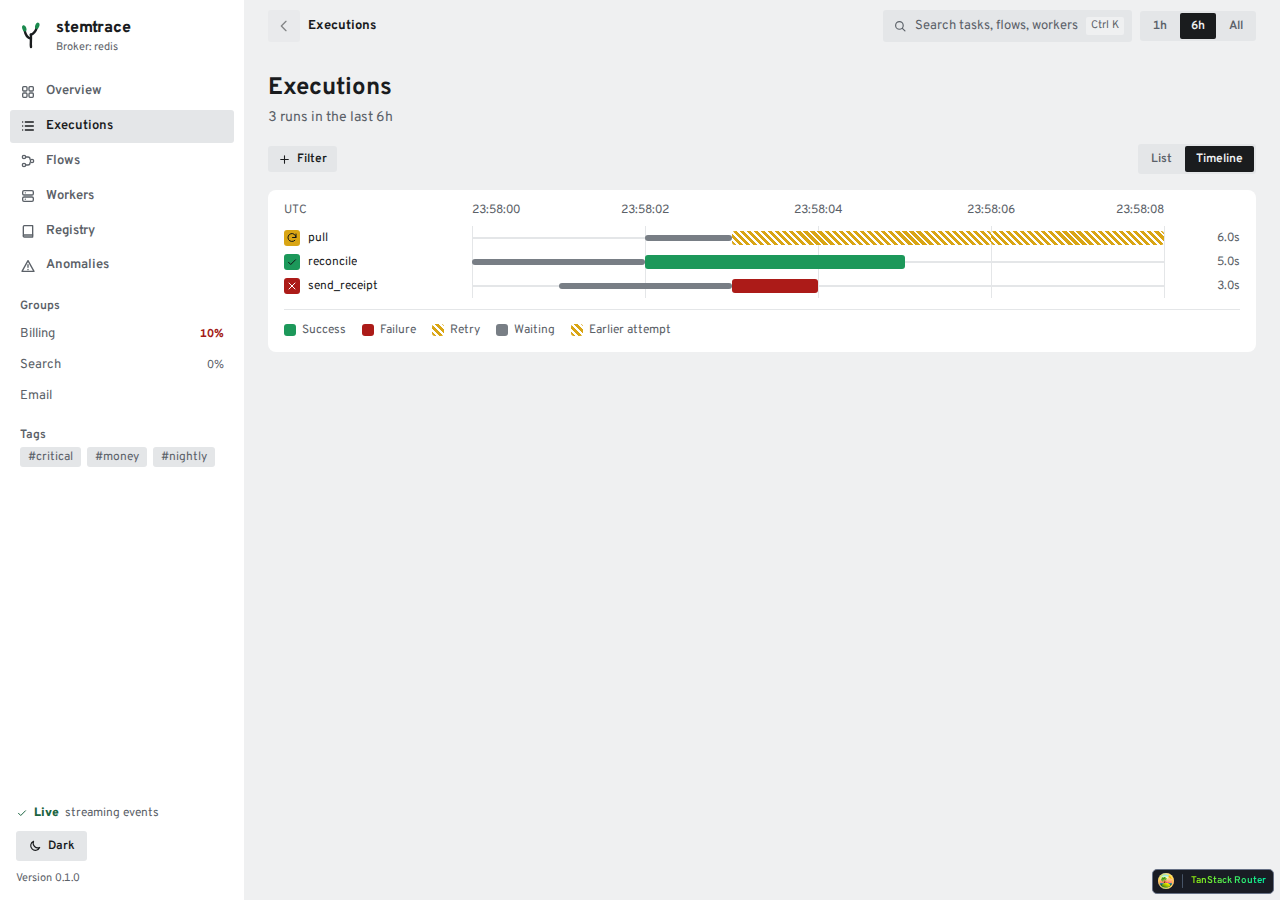 stemtrace
Broker: redis
Overview
Executions
Flows
Workers
Registry
Anomalies
Groups
Billing 10%
Search 0%
Email
Tags
#critical #money #nightly
Live streaming events
Dark
Version 0.1.0
Executions
Search tasks, flows, workers Ctrl K
1h 6h All
Executions
3 runs in the last 6h
Filter
List Timeline
UTC 23:58:00 23:58:02 23:58:04 23:58:06 23:58:08
pull 6.0s
reconcile 5.0s
send_receipt 3.0s
Success Failure Retry Waiting Earlier attempt
TanStack Router